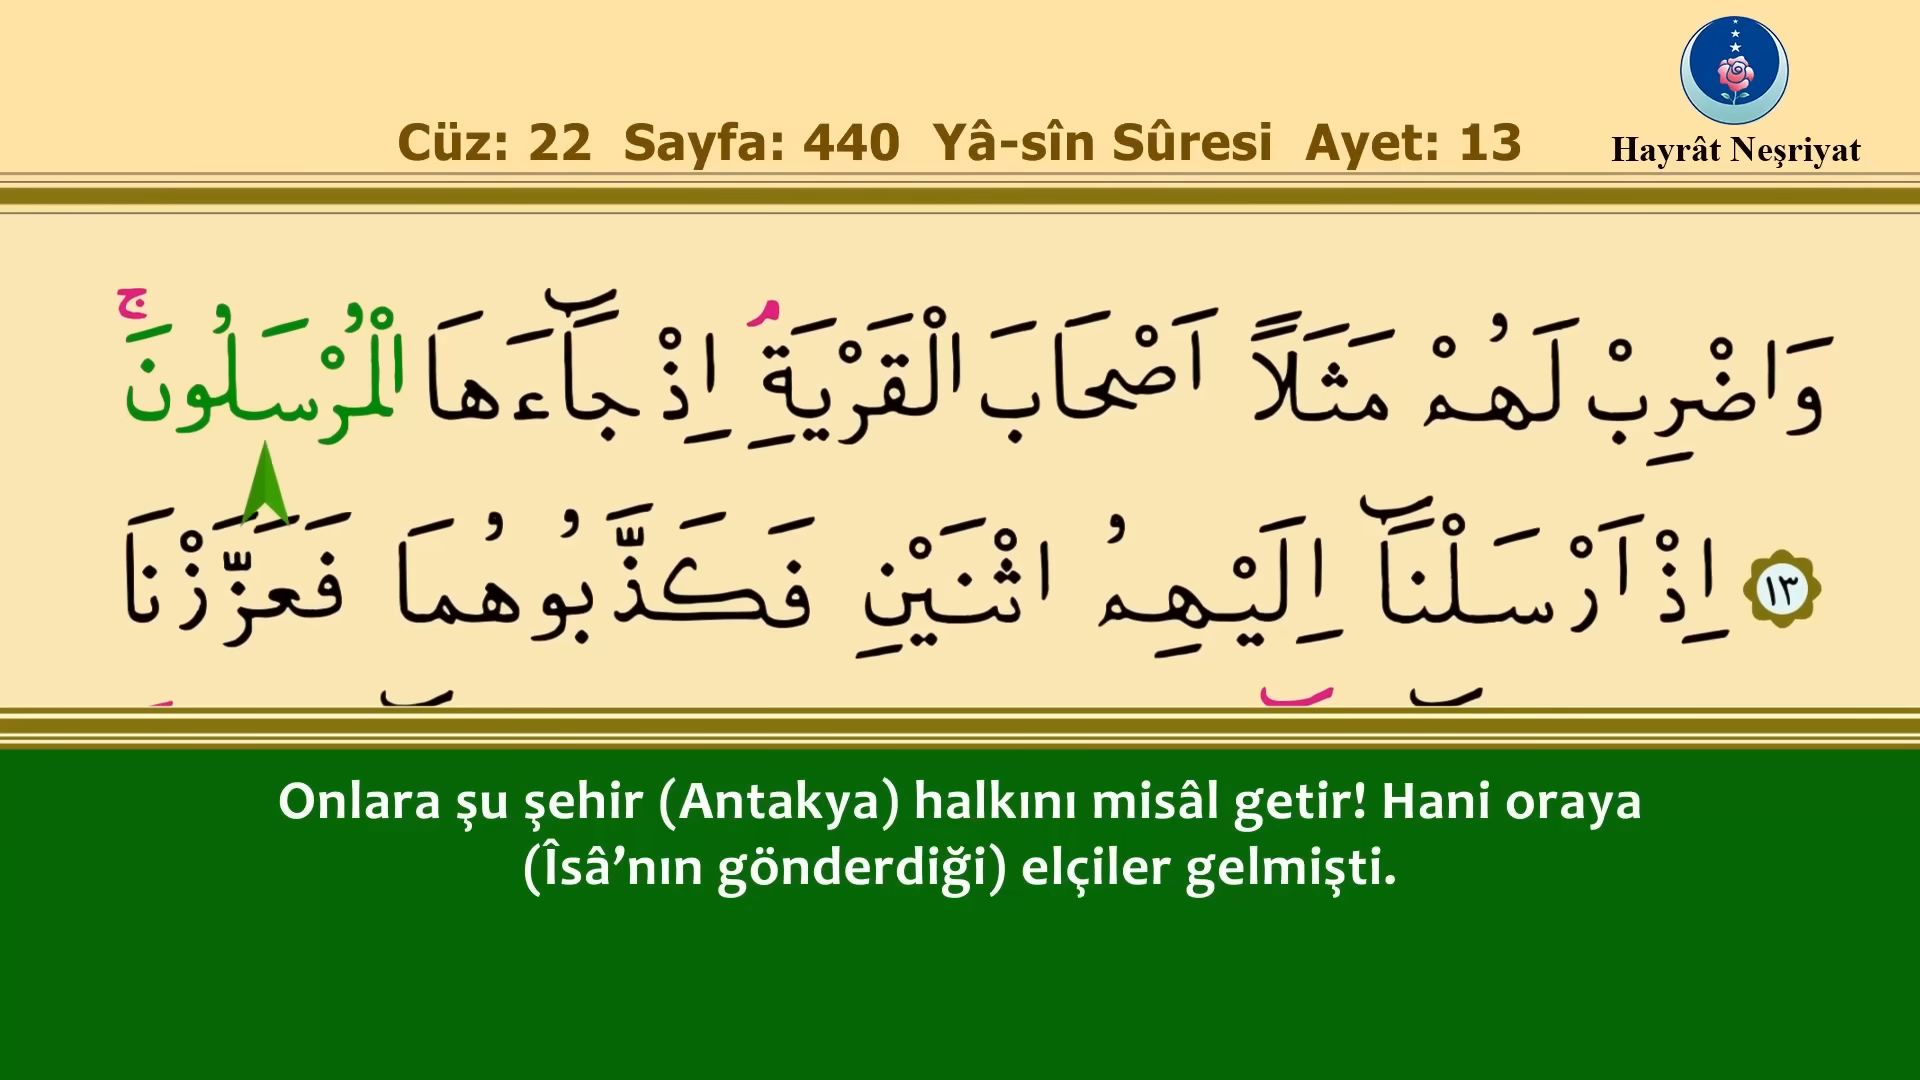 Cüz: 22 Sayfa: 440 Yâ-sîn Sûresi Ayet: 13
Hayrât Neşriyat
وَاضْرِبْ لَهُمْ مَثَلًا اَصْحَابَ الْقَرْيَةِۢ اِذْ جَٓاءَهَا الْمُرْسَلُونَۚ
﴿١٣﴾ اِذْ اَرْسَلْنَٓا اِلَيْهِمُ اثْنَيْنِ فَكَذَّبُوهُمَا فَعَزَّزْنَا
Onlara şu şehir (Antakya) halkını misâl getir! Hani oraya
(Îsâ’nın gönderdiği) elçiler gelmişti.